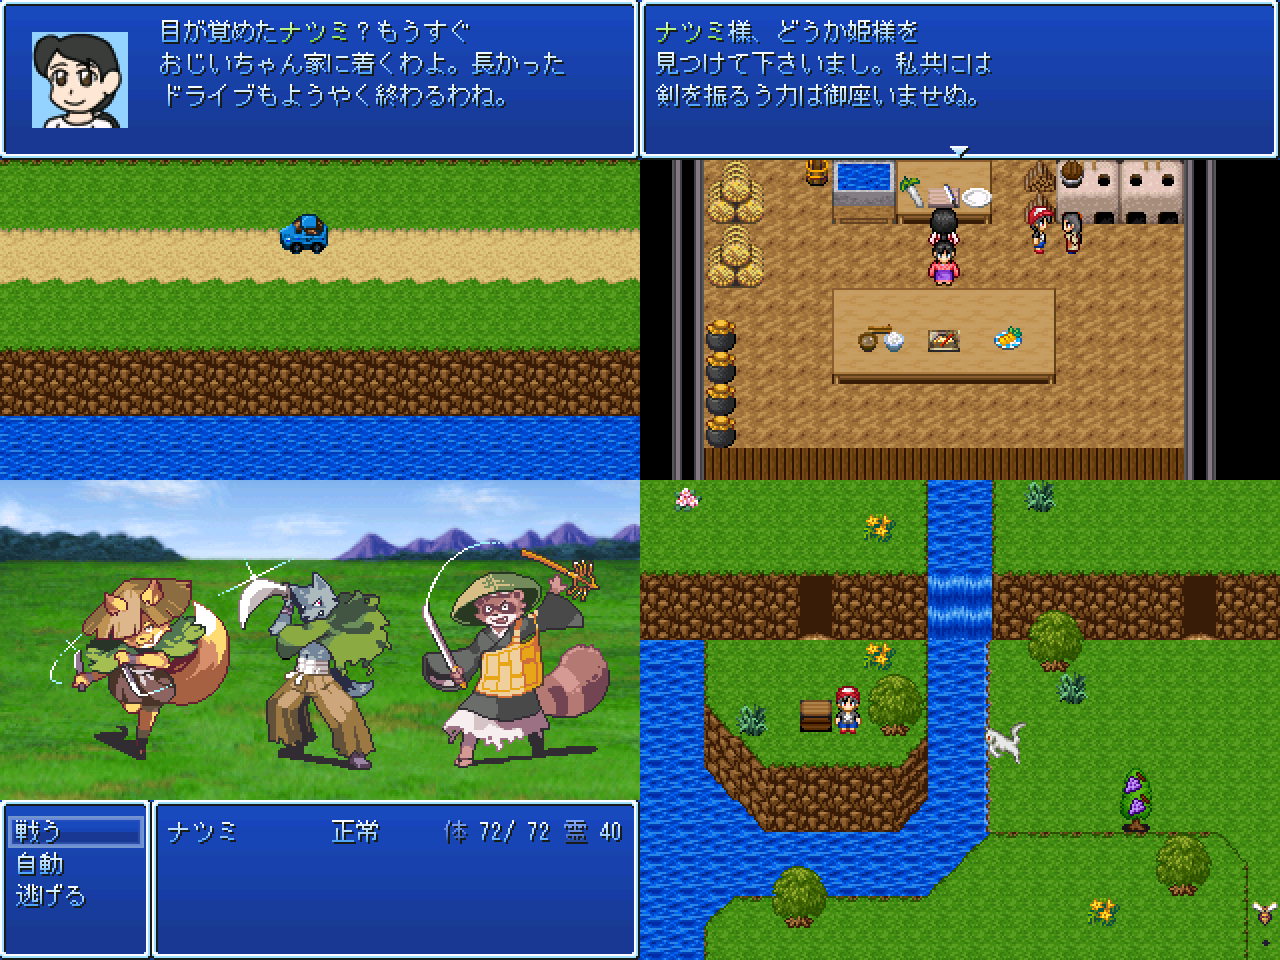 目が覚めたナツミ？もうすぐ
おじいちゃん家に着くわよ。長かった
ドライブもようやく終わるわね。
ナツミ様、どうか姫様を
見つけて下さいまし。私共には
剣を振るう力は御座いませぬ。
戦う
自動
逃げる
ナツミ 正常 体 72/ 72 霊 40